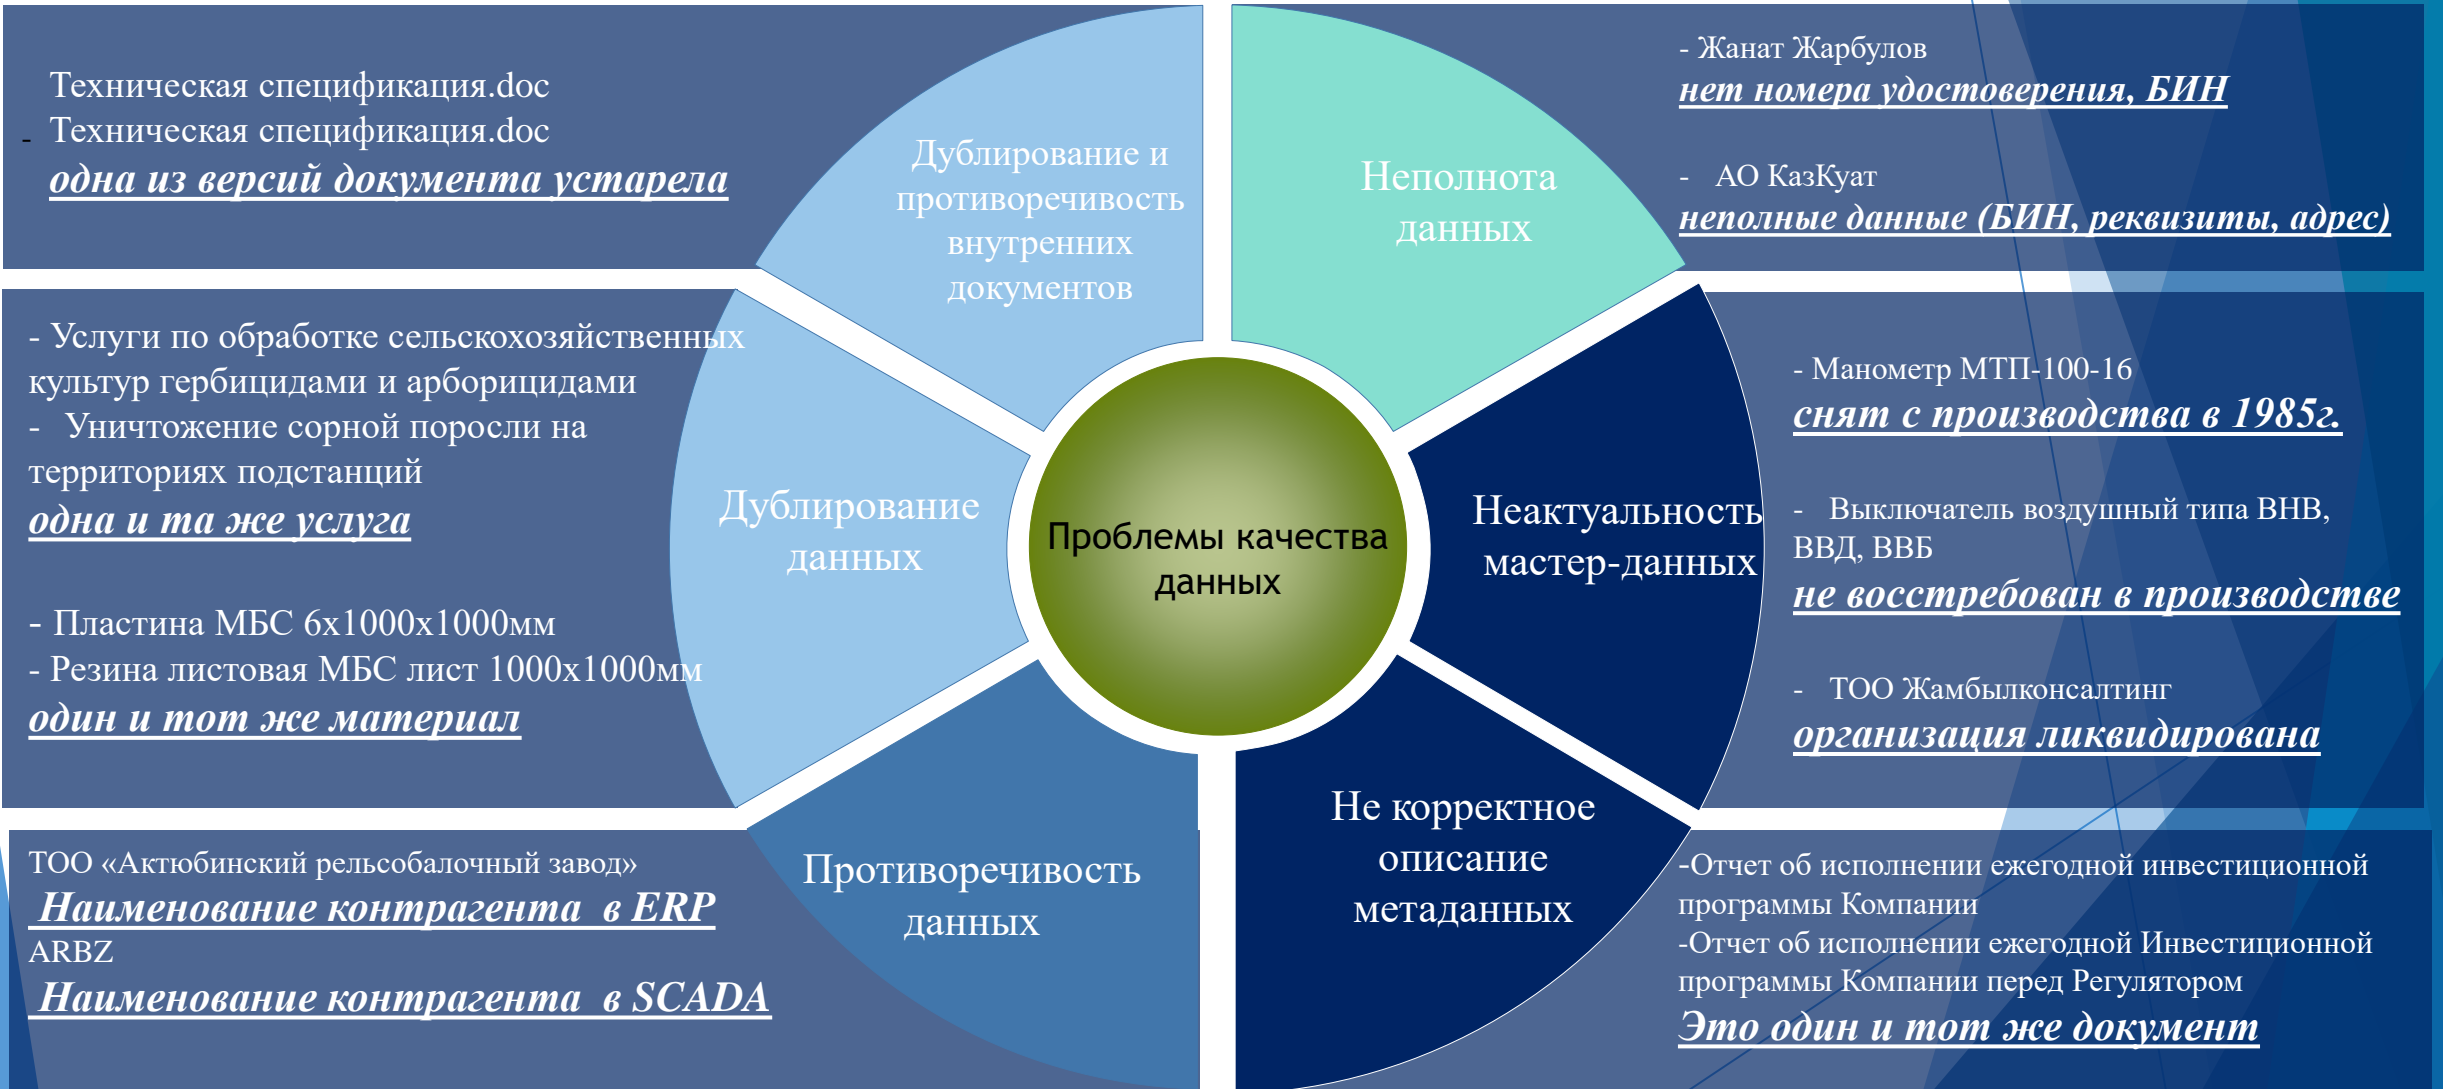 Техническая спецификация.doc
- Техническая спецификация.doc
одна из версий документа устарела
Дублирование и
противоречивость
внутренних
документов
Неполнота
данных
- Жанат Жарбулов
нет номера удостоверения, БИН
- АО КазКуат
неполные данные (БИН, реквизиты, адрес)
- Услуги по обработке сельскохозяйственных
культур гербицидами и арборицидами
- Уничтожение сорной поросли на
территориях подстанций
одна и та же услуга
- Пластина МБС 6х1000х1000мм
- Резина листовая МБС лист 1000х1000мм
один и тот же материал
Дублирование
данных
Проблемы качества
данных
Неактуальность
мастер-данных
- Манометр МТП-100-16
снят с производства в 1985г.
- Выключатель воздушный типа ВНВ,
ВВД, ВВБ
не восстребован в производстве
- ТОО Жамбылконсалтинг
организация ликвидирована
ТОО «Актюбинский рельсобалочный завод»
Наименование контрагента в ERP
ARBZ
Наименование контрагента в SCADA
Противоречивость
данных
Не корректное
описание
метаданных
-Отчет об исполнении ежегодной инвестиционной
программы Компании
-Отчет об исполнении ежегодной Инвестиционной
программы Компании перед Регулятором
Это один и тот же документ